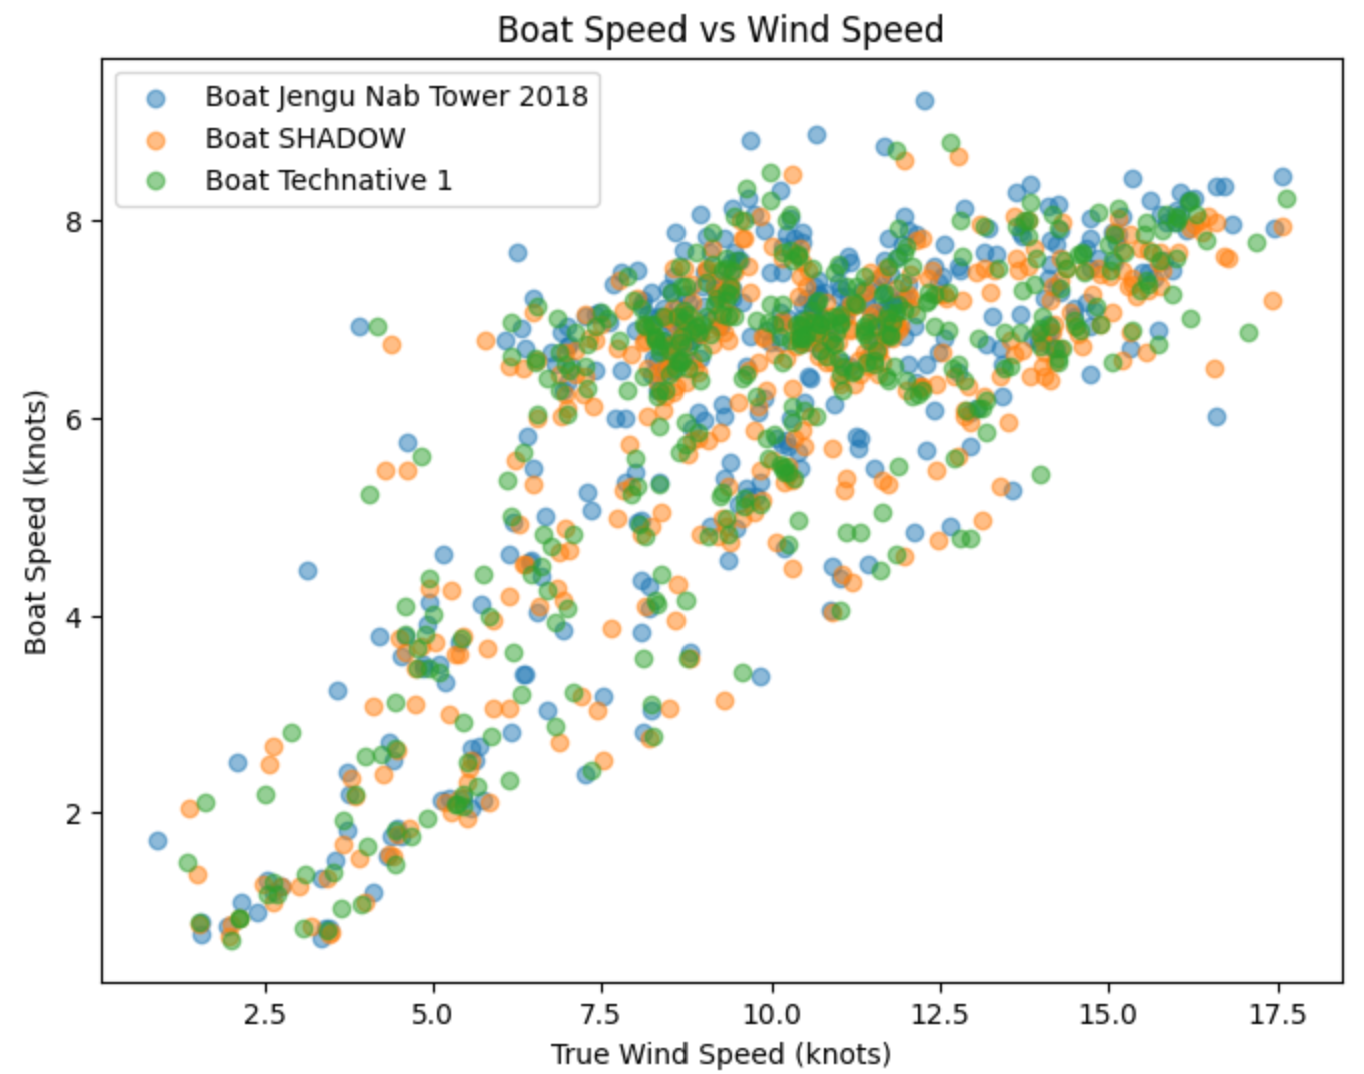 Boat Speed vs Wind Speed
Boat Jengu Nab Tower 2018
Boat SHADOW
Boat Technative 1
Boat Speed (knots)
8
6
4
2
2.5 5.0 7.5 10.0 12.5 15.0 17.5
True Wind Speed (knots)